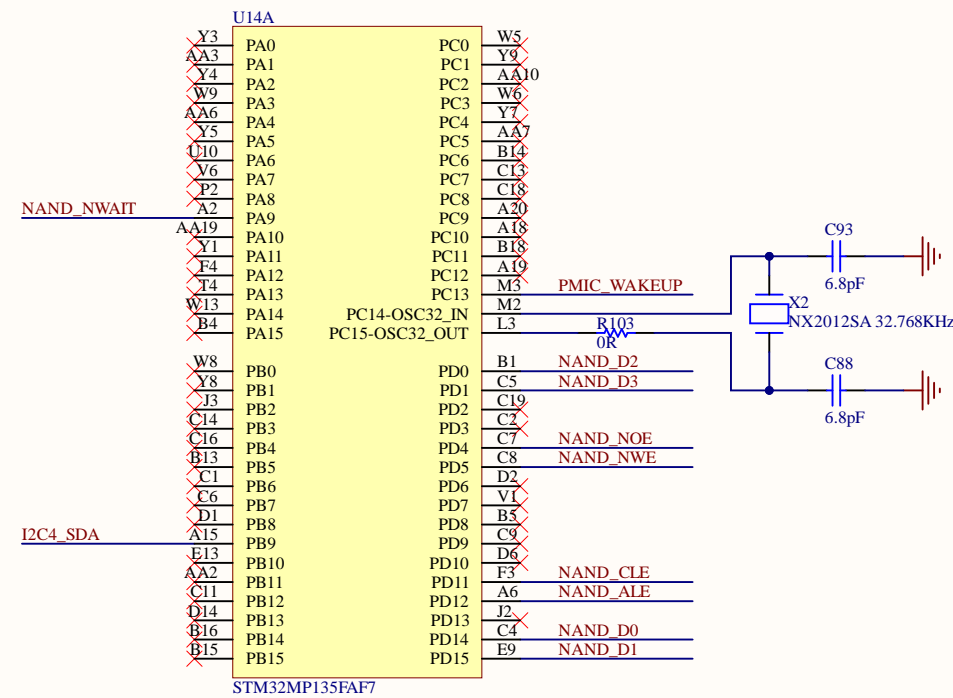 U14A
Y3 PA0 PC0 W5
AA3 PA1 PC1 Y9
Y4 PA2 PC2 AA10
W9 PA3 PC3 W6
AA6 PA4 PC4 Y7
Y5 PA5 PC5 AA7
U10 PA6 PC6 B14
V6 PA7 PC7 C13
P2 PA8 PC8 C18
NAND_NWAIT A2 PA9 PC9 A20
AA19 PA10 PC10 A18
Y1 PA11 PC11 B18
F4 PA12 PC12 A19
T4 PA13 PC13 M3 PMIC_WAKEUP
W13 PA14 PC14-OSC32_IN M2
B4 PA15 PC15-OSC32_OUT L3
R103
0R
C93
6.8pF
X2
NX2012SA 32.768KHz
C88
6.8pF
W8 PB0 PD0 B1 NAND_D2
Y8 PB1 PD1 C5 NAND_D3
J3 PB2 PD2 C19
C14 PB3 PD3 C2
C16 PB4 PD4 C7 NAND_NOE
B13 PB5 PD5 C8 NAND_NWE
C1 PB6 PD6 D2
C6 PB7 PD7 V1
D1 PB8 PD8 B5
I2C4_SDA A15 PB9 PD9 C9
E13 PB10 PD10 D6
AA2 PB11 PD11 F3 NAND_CLE
C11 PB12 PD12 A6 NAND_ALE
D14 PB13 PD13 J2
B16 PB14 PD14 C4 NAND_D0
B15 PB15 PD15 E9 NAND_D1
STM32MP135FAF7